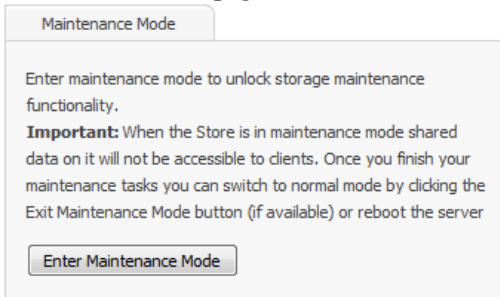 Maintenance Mode
Enter maintenance mode to unlock storage maintenance
functionality.
Important: When the Store is in maintenance mode shared
data on it will not be accessible to clients. Once you finish your
maintenance tasks you can switch to normal mode by clicking the
Exit Maintenance Mode button (if available) or reboot the server
Enter Maintenance Mode